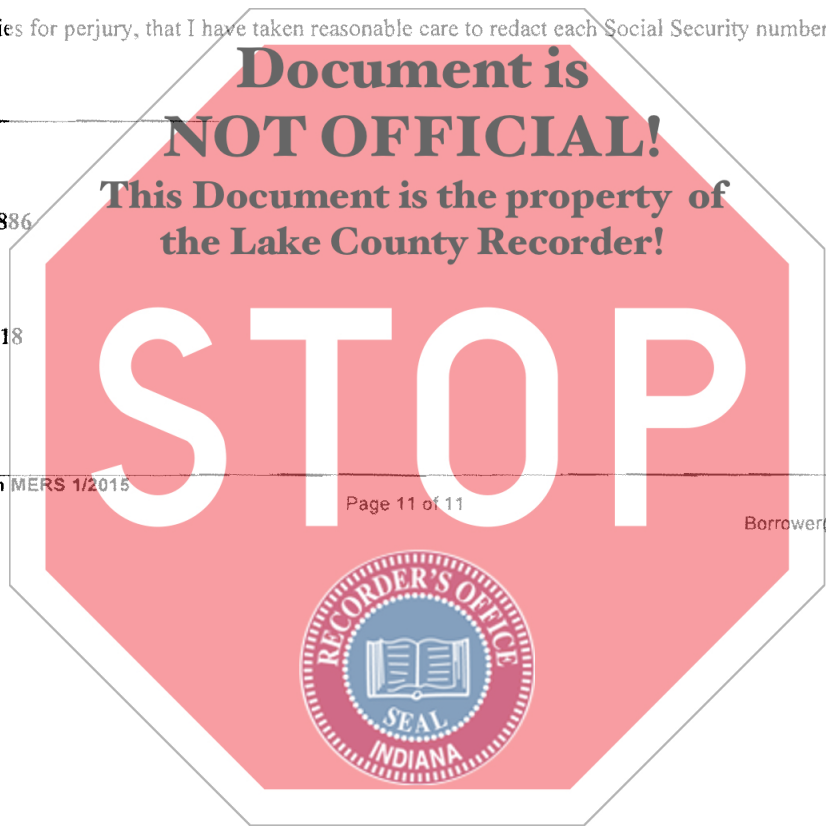 ies for perjury, that I have taken reasonable care to redact each Social Security number
Document is
NOT OFFICIAL!
This Document is the property of
the Lake County Recorder!
886
18
STOP
n MERS 1/2015
Page 11 of 11
Borrower(
RECORDER'S OFFICE
SEAL
INDIANA